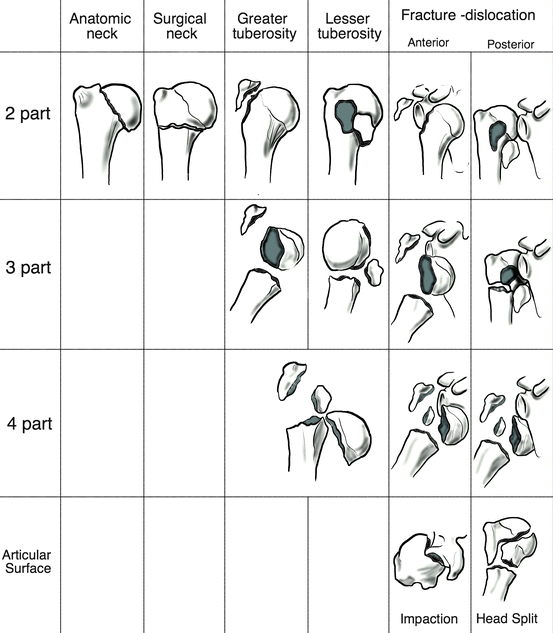 Anatomic
neck
Surgical
neck
Greater
tuberosity
Lesser
tuberosity
Fracture -dislocation
Anterior
Posterior
2 part
3 part
4 part
Articular
Surface
Impaction
Head Split